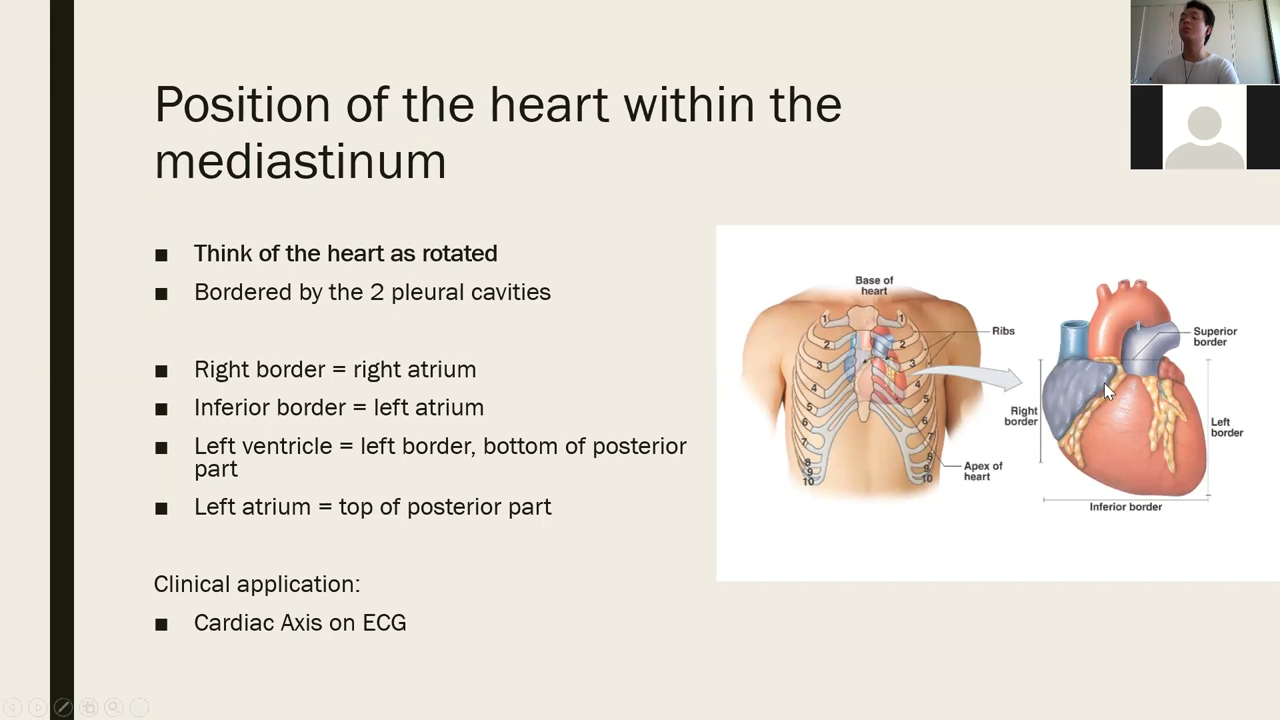 Position of the heart within the
mediastinum
■ Think of the heart as rotated
■ Bordered by the 2 pleural cavities
■ Right border = right atrium
■ Inferior border = left atrium
■ Left ventricle = left border, bottom of posterior
part
■ Left atrium = top of posterior part
Clinical application:
■ Cardiac Axis on ECG
Base of
heart
1 1
2 2
3 3
4 4
5 5
6 6
7 7
8 8
9 9
10 10
Ribs
Apex of
heart
Superior
border
Right
border
Left
border
Inferior border